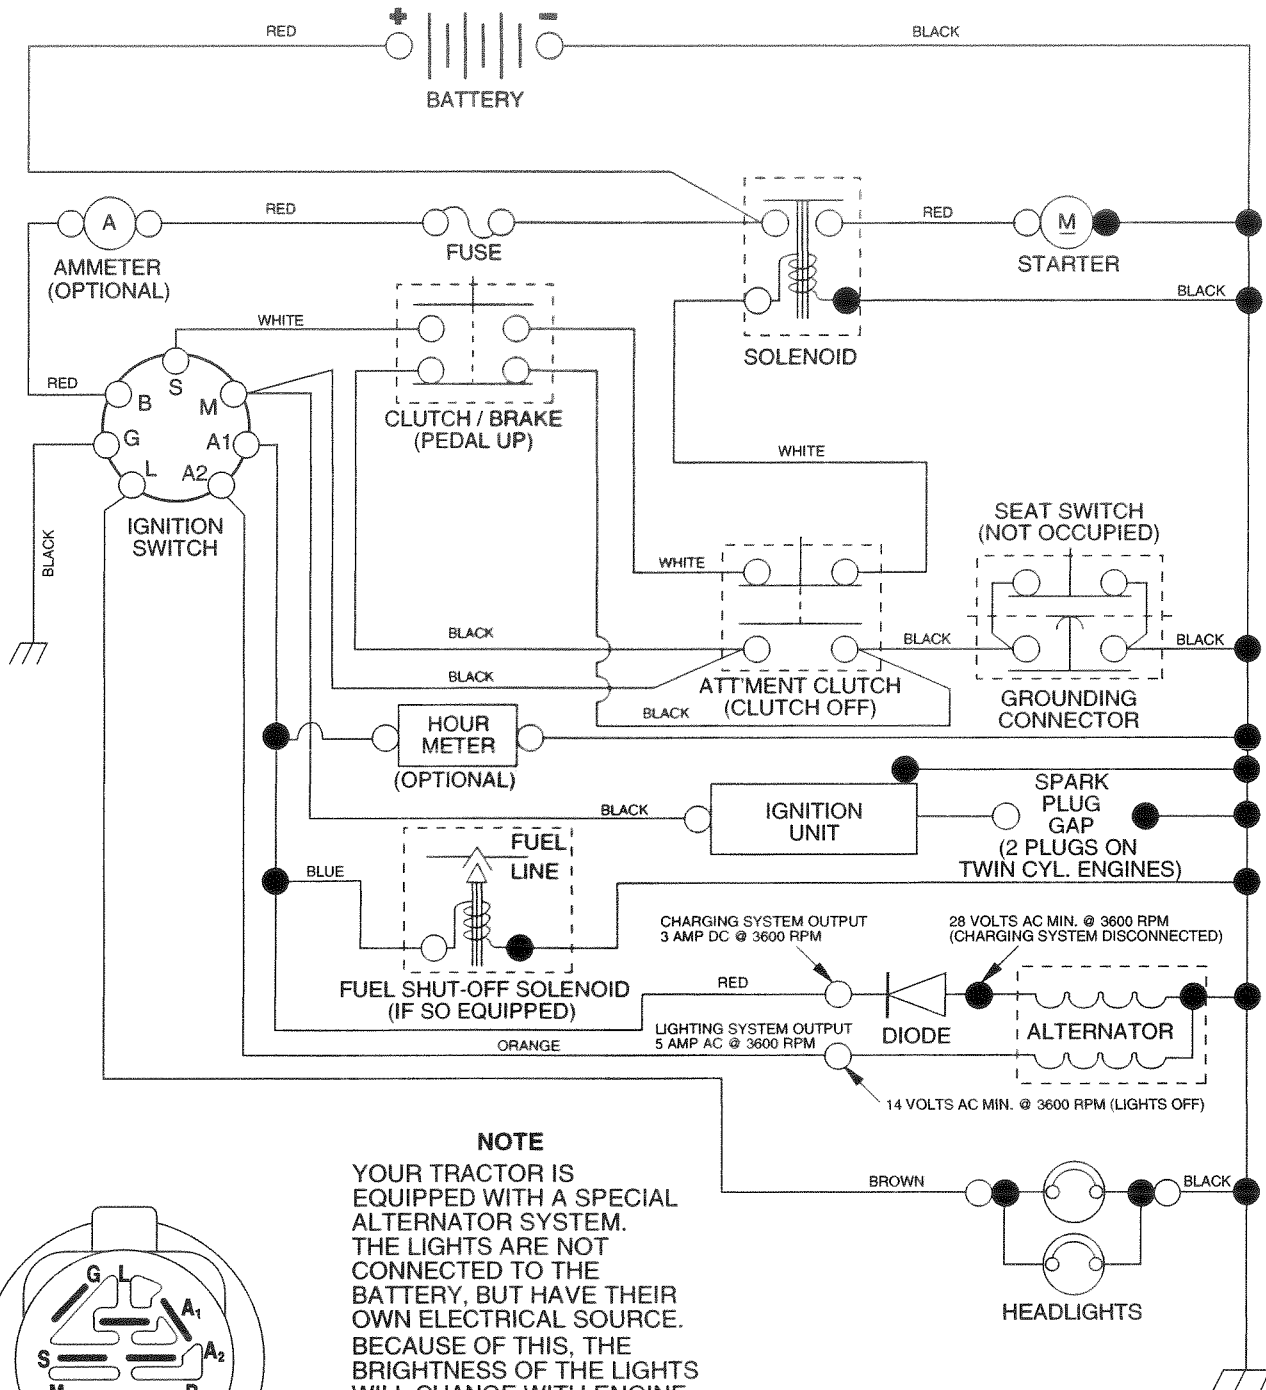 + -
RED
BLACK
BATTERY
A
RED
FUSE
RED
M
AMMETER
(OPTIONAL)
STARTER
BLACK
WHITE
SOLENOID
RED
S
B
M
CLUTCH / BRAKE
(PEDAL UP)
G
A1
L
A2
WHITE
IGNITION
SWITCH
BLACK
SEAT SWITCH
(NOT OCCUPIED)
WHITE
BLACK
BLACK
BLACK
BLACK
ATT'MENT CLUTCH
(CLUTCH OFF)
GROUNDING
CONNECTOR
BLACK
HOUR
METER
(OPTIONAL)
SPARK
PLUG
GAP
(2 PLUGS ON
TWIN CYL. ENGINES)
BLACK
IGNITION
UNIT
FUEL
LINE
BLUE
CHARGING SYSTEM OUTPUT
3 AMP DC @ 3600 RPM
28 VOLTS AC MIN. @ 3600 RPM
(CHARGING SYSTEM DISCONNECTED)
FUEL SHUT-OFF SOLENOID
(IF SO EQUIPPED)
RED
DIODE
ALTERNATOR
LIGHTING SYSTEM OUTPUT
5 AMP AC @ 3600 RPM
ORANGE
14 VOLTS AC MIN. @ 3600 RPM (LIGHTS OFF)
NOTE
YOUR TRACTOR IS
EQUIPPED WITH A SPECIAL
ALTERNATOR SYSTEM.
THE LIGHTS ARE NOT
CONNECTED TO THE
BATTERY, BUT HAVE THEIR
OWN ELECTRICAL SOURCE.
BECAUSE OF THIS, THE
BRIGHTNESS OF THE LIGHTS
WILL CHANGE WITH ENGINE
BROWN
BLACK
HEADLIGHTS
G L
A1
A2
S
M
B